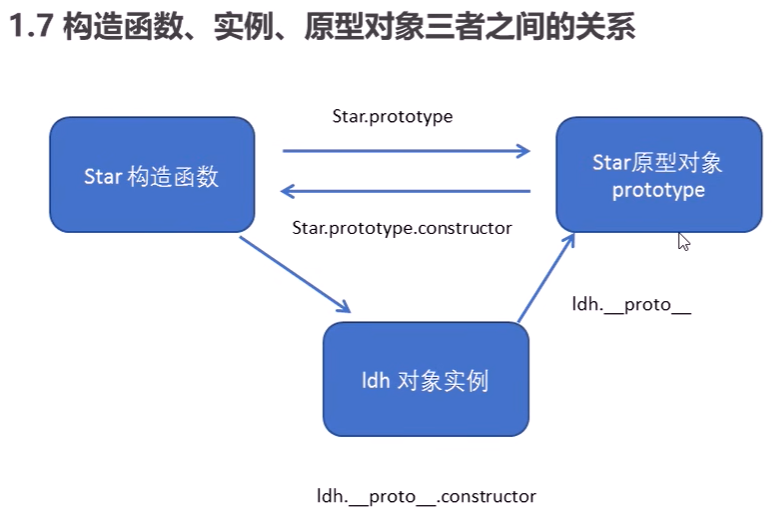 1.7 构造函数、实例、原型对象三者之间的关系
Star.prototype
Star 构造函数
Star原型对象
prototype
Star.prototype.constructor
ldh.__proto__
ldh 对象实例
ldh.__proto__.constructor